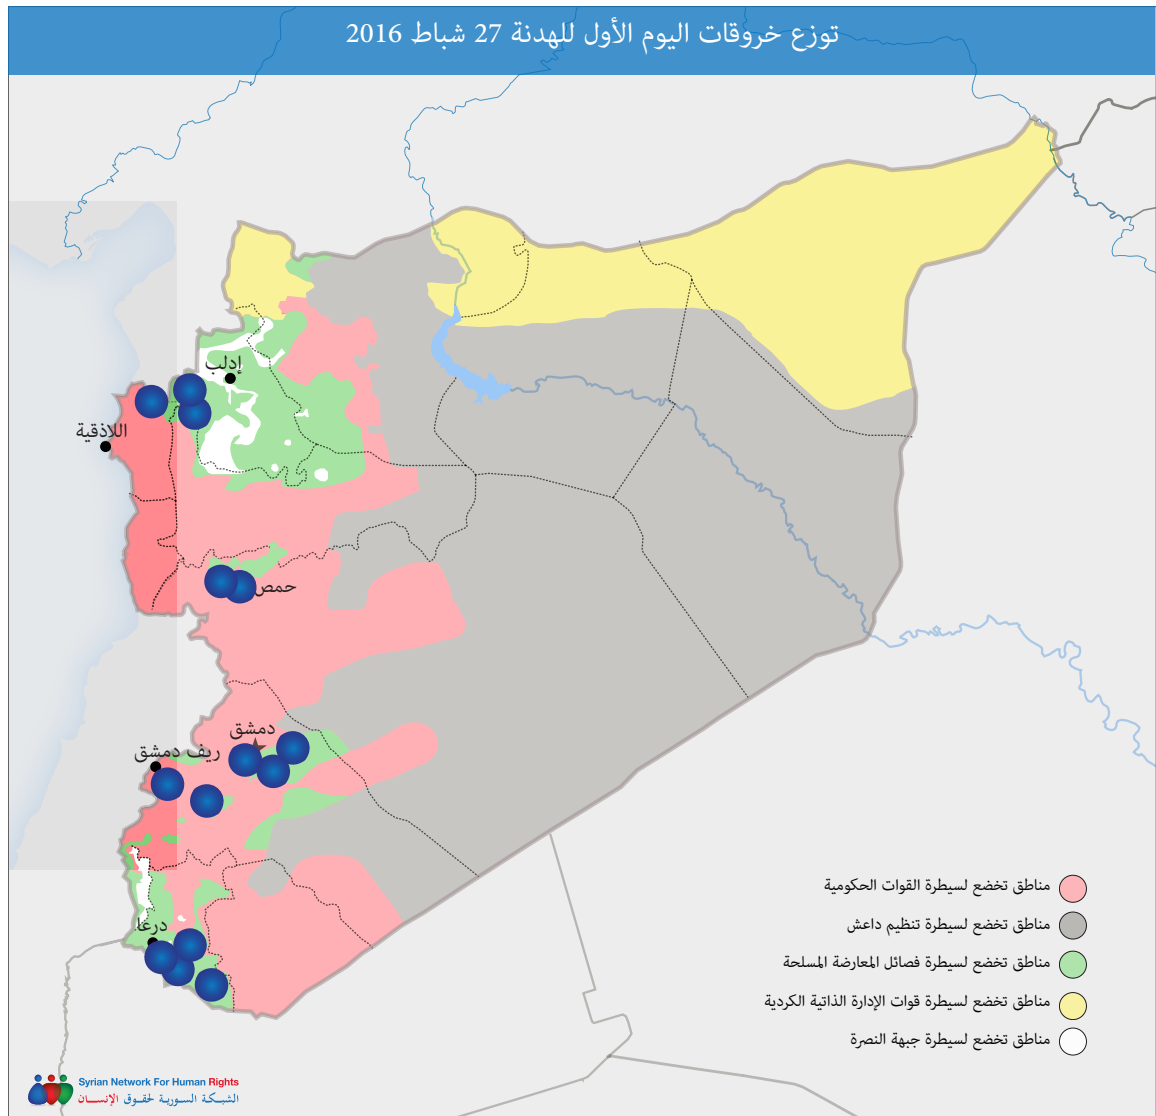 توزع خروقات اليوم الأول للهدنة 27 شباط 2016
إدلب
اللاذقية
حمص
دمشق
ريف دمشق
درعا
مناطق تخضع لسيطرة القوات الحكومية
مناطق تخضع لسيطرة تنظيم داعش
مناطق تخضع لسيطرة فصائل المعارضة المسلحة
مناطق تخضع لسيطرة قوات الإدارة الذاتية الكردية
مناطق تخضع لسيطرة جبهة النصرة
Syrian Network For Human Rights
الشبكة السورية لحقوق الإنسان